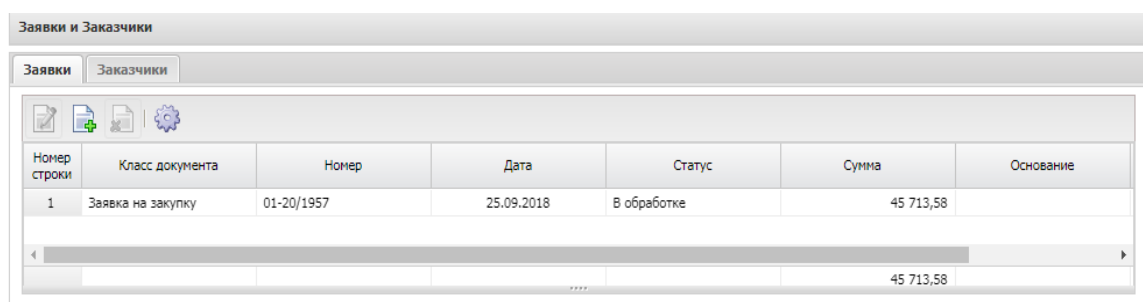 Заявки и Заказчики
Заявки Заказчики
Номер строки Класс документа Номер Дата Статус Сумма Основание
1 Заявка на закупку 01-20/1957 25.09.2018 В обработке 45 713,58
45 713,58